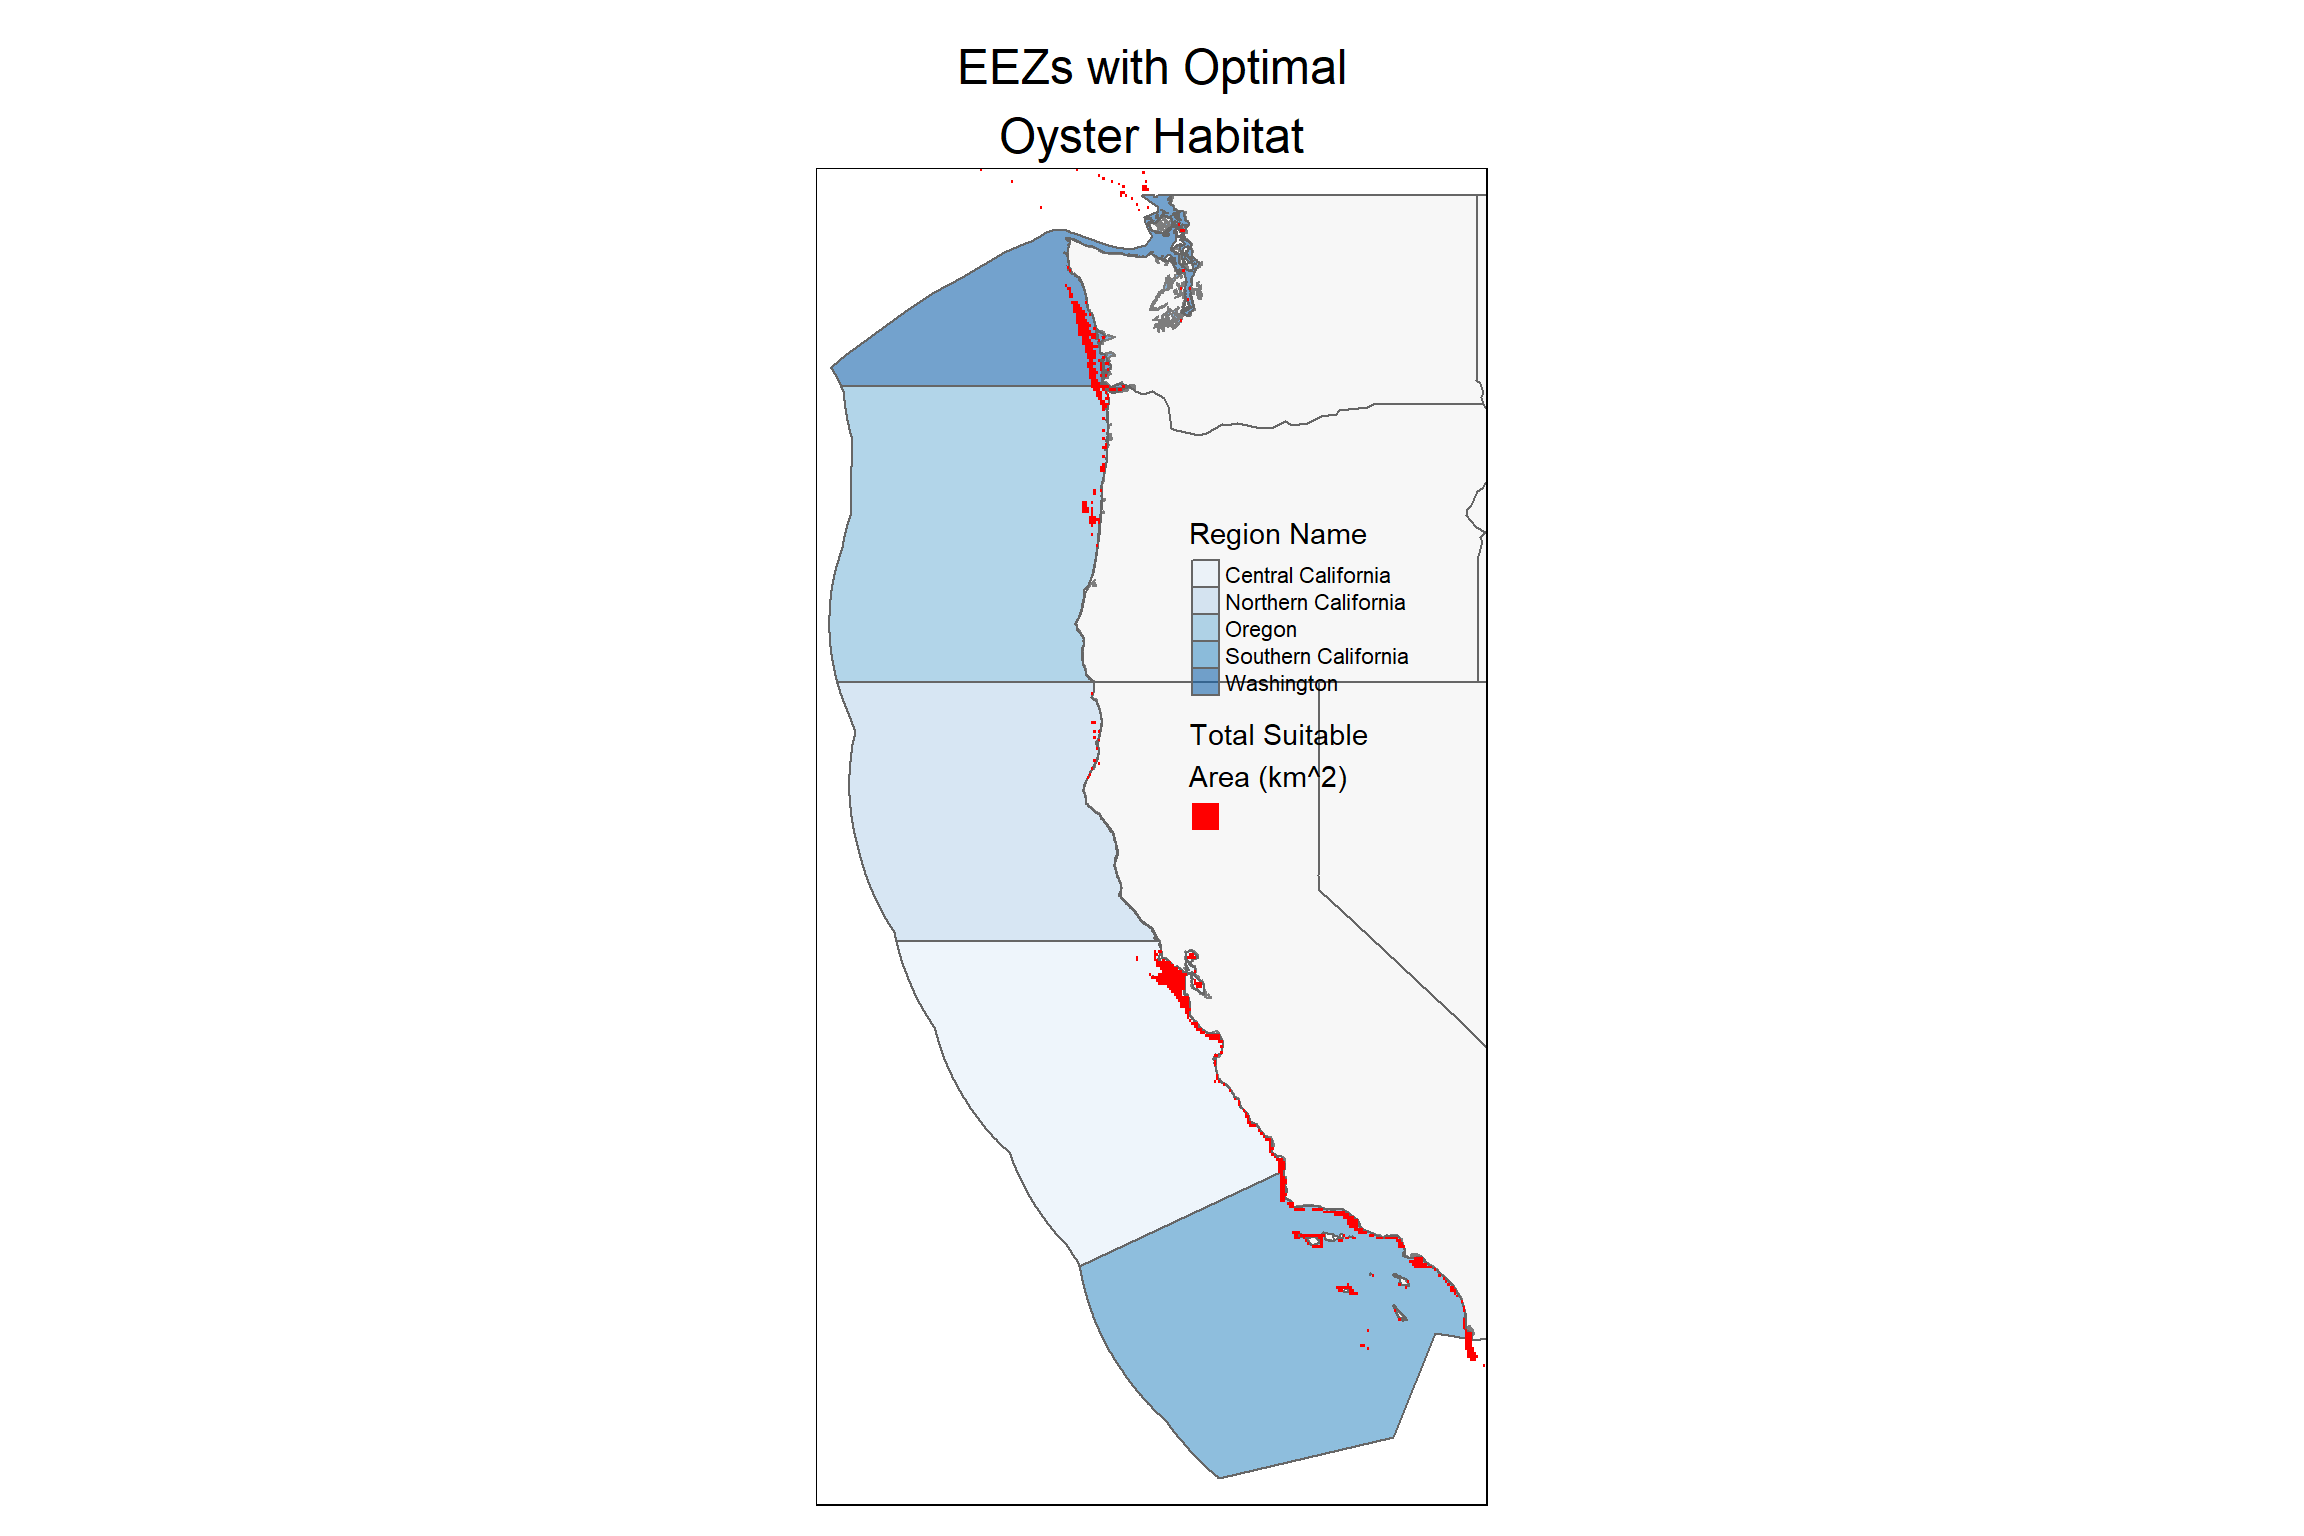 EEZs with Optimal
Oyster Habitat
Region Name
Central California
Northern California
Oregon
Southern California
Washington
Total Suitable
Area (km^2)